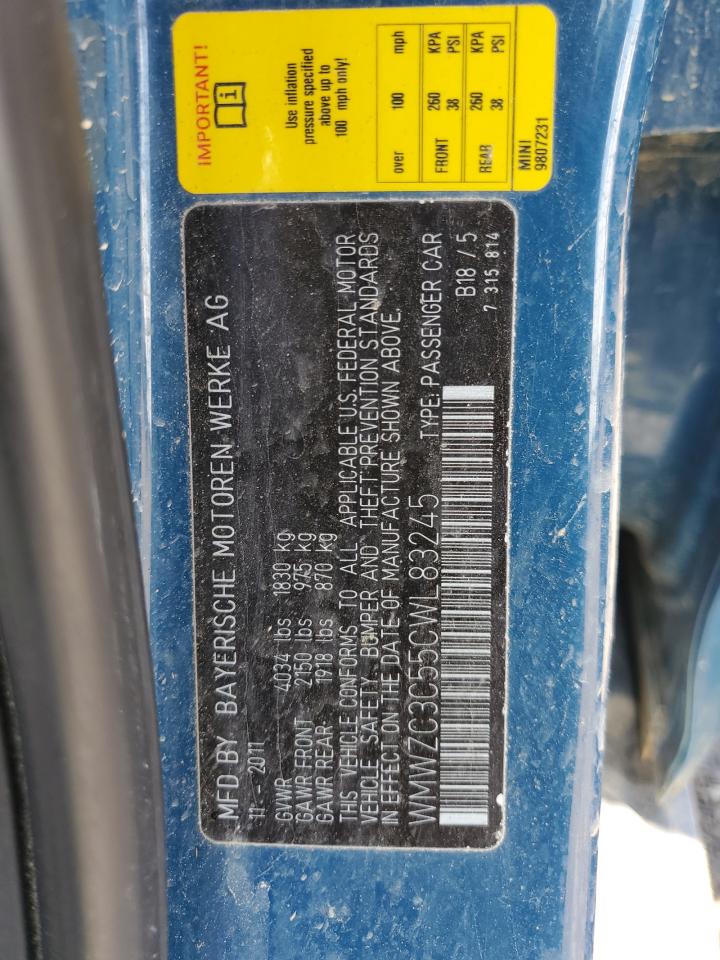 IMPORTANT!
i
Use inflation
pressure specified
above up to
100 mph only!
over 100 mph
FRONT 260 KPA
38 PSI
REAR 260 KPA
38 PSI
MINI
9807231
MFD BY BAYERISCHE MOTOREN WERKE AG
11 - 2011
GVWR 4034 lbs 1830 kg
GAWR FRONT 2150 lbs 975 kg
GAWR REAR 1918 lbs 870 kg
THIS VEHICLE CONFORMS TO ALL APPLICABLE U.S. FEDERAL MOTOR
VEHICLE SAFETY, BUMPER AND THEFT PREVENTION STANDARDS
IN EFFECT ON THE DATE OF MANUFACTURE SHOWN ABOVE.
WMWZC3C55CWL83245 TYPE: PASSENGER CAR
B18 / 5
7 315 814